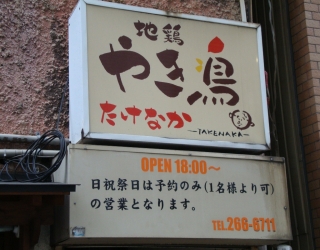 地鶏
やき鳥
たけなか
-TAKENAKA-
OPEN 18:00〜
日祝祭日は予約のみ(1名様より可)
の営業となります。
TEL.268-0711